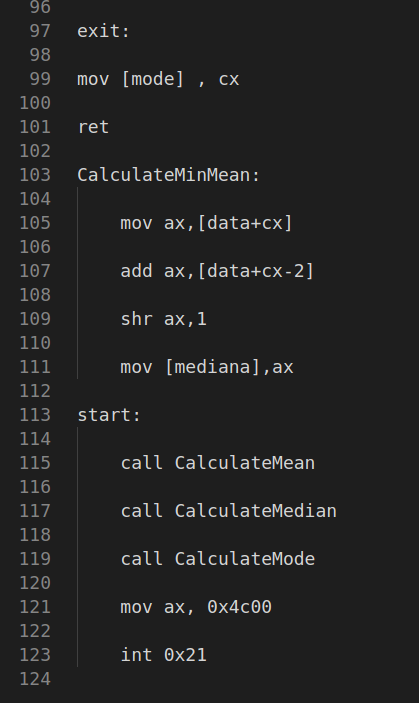 96
97 exit:
98
99 mov [mode] , cx
100
101 ret
102
103 CalculateMinMean:
104
105 mov ax,[data+cx]
106
107 add ax,[data+cx-2]
108
109 shr ax,1
110
111 mov [mediana],ax
112
113 start:
114
115 call CalculateMean
116
117 call CalculateMedian
118
119 call CalculateMode
120
121 mov ax, 0x4c00
122
123 int 0x21
124